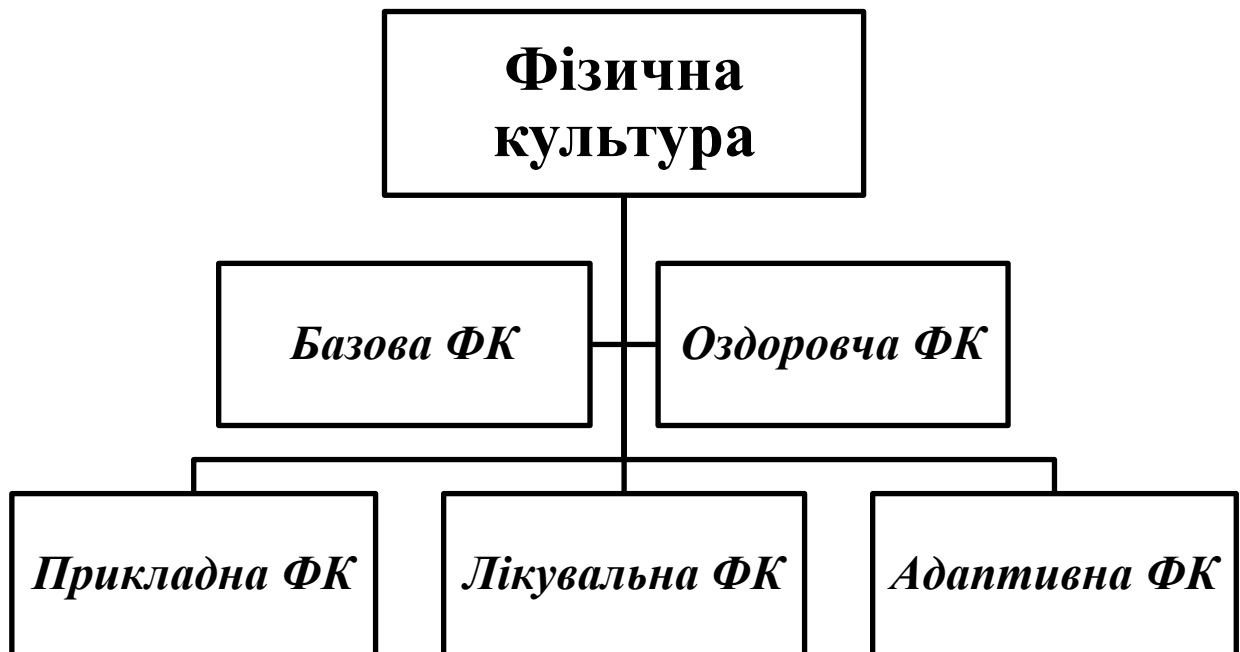 Фізична
культура
Базова ФК
Оздоровча ФК
Прикладна ФК
Лікувальна ФК
Адаптивна ФК